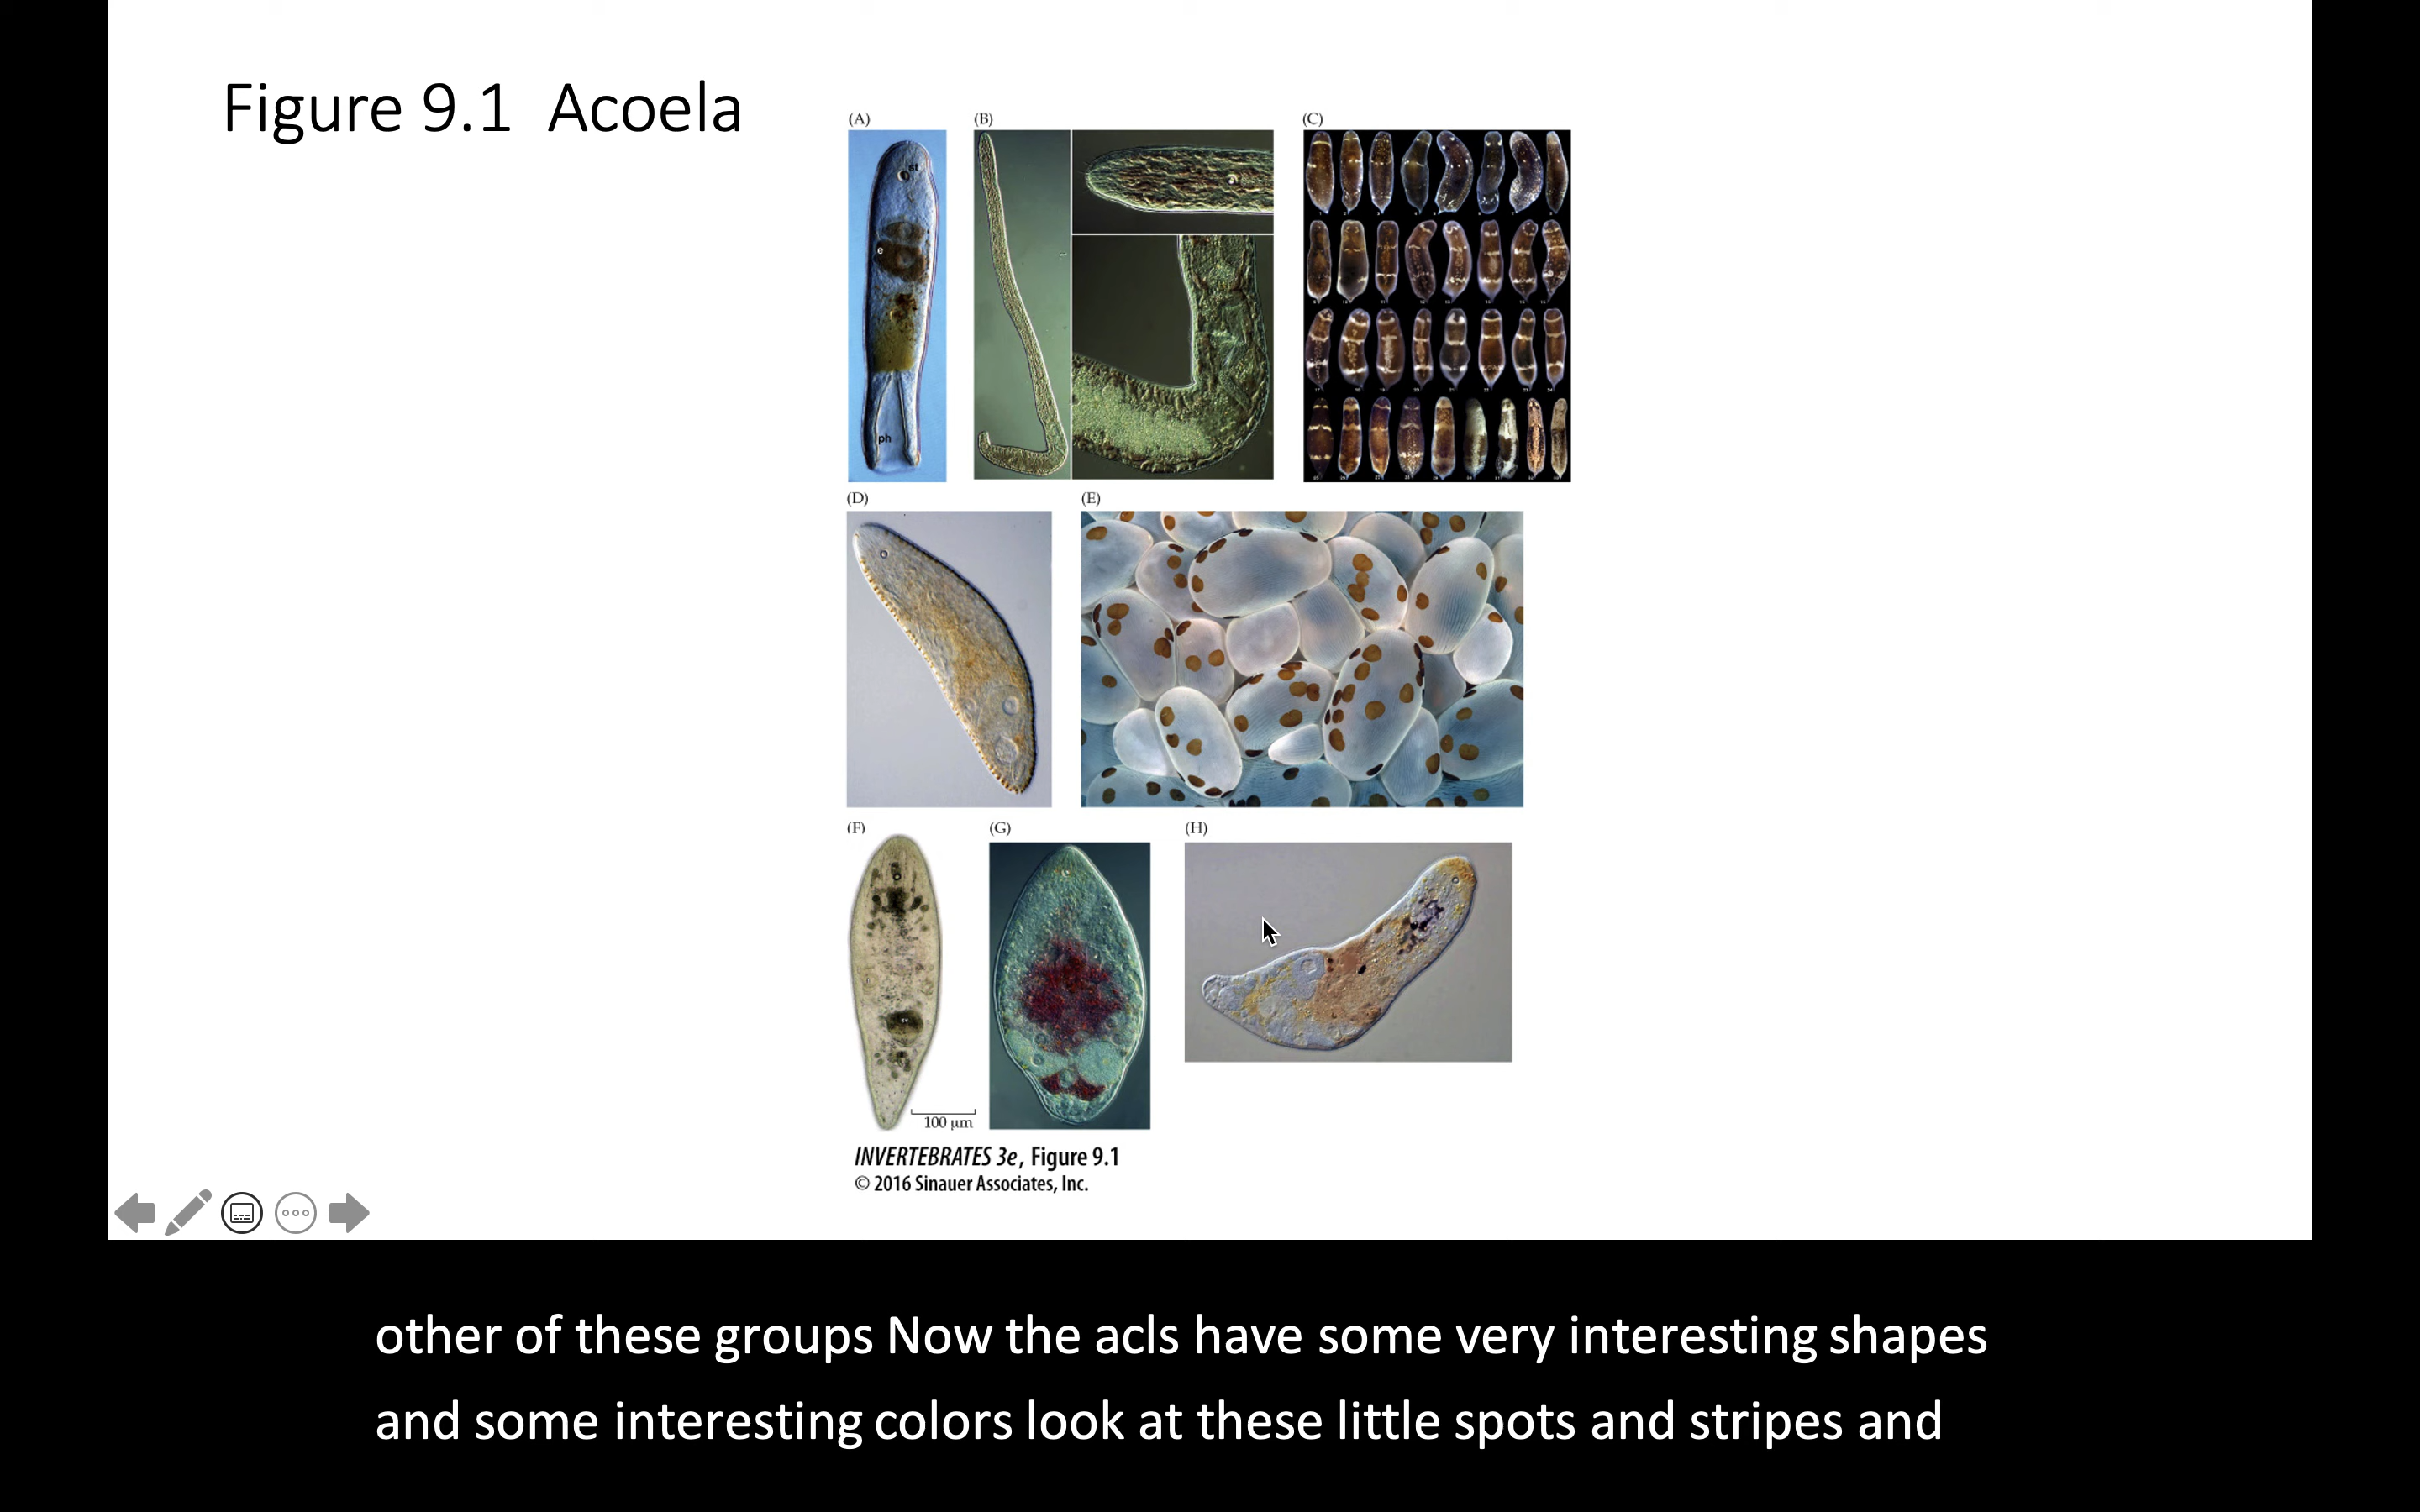 Figure 9.1 Acoela
(A)
(B)
(C)
st
e
ph
(D)
(E)
(F)
(G)
(H)
100 µm
INVERTEBRATES 3e, Figure 9.1
© 2016 Sinauer Associates, Inc.
other of these groups Now the acls have some very interesting shapes
and some interesting colors look at these little spots and stripes and